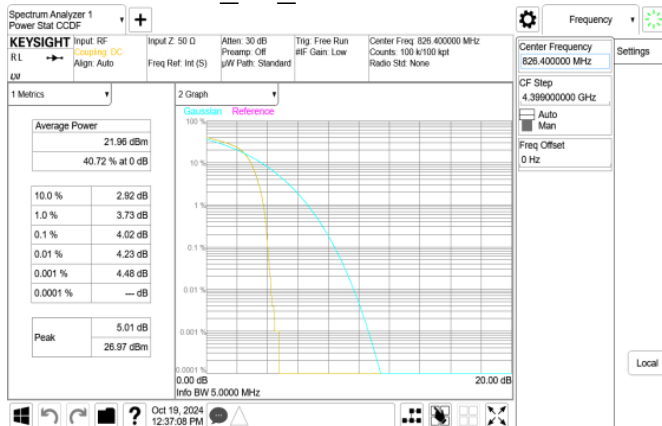 Spectrum Analyzer 1
Power Stat CCDF
Frequency
KEYSIGHT
RL
Input: RF
Coupling: DC
Align: Auto
Input Z: 50 Ω
Freq Ref: Int (S)
Atten: 30 dB
Preamp: Off
µW Path: Standard
Trig: Free Run
#IF Gain: Low
Center Freq: 826.400000 MHz
Counts: 100 k/100 kpt
Radio Std: None
1 Metrics
Average Power
21.96 dBm
40.72 % at 0 dB
10.0 % 2.92 dB
1.0 % 3.73 dB
0.1 % 4.02 dB
0.01 % 4.23 dB
0.001 % 4.48 dB
0.0001 % --- dB
Peak
5.01 dB
26.97 dBm
2 Graph
Gaussian Reference
100 %
10 %
1 %
0.1 %
0.01 %
0.001 %
0.0001 %
0.00 dB 20.00 dB
Info BW 5.0000 MHz
Center Frequency
826.400000 MHz
Settings
CF Step
4.399000000 GHz
Auto
Man
Freq Offset
0 Hz
Local
?
Oct 19, 2024
12:37:08 PM